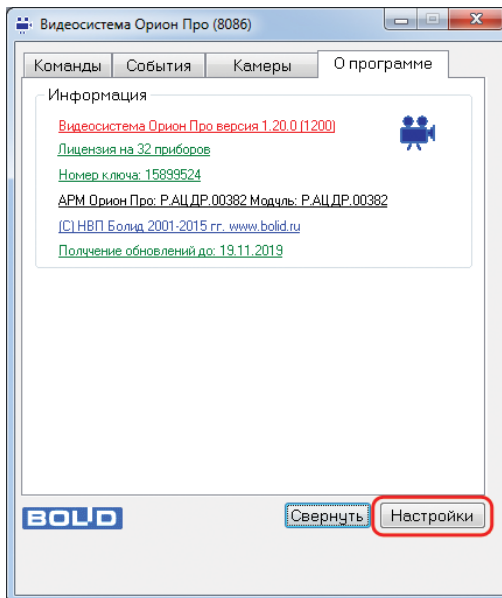 Видеосистема Орион Про (8086)
Команды События Камеры О программе
Информация
Видеосистема Орион Про версия 1.20.0 (1200)
Лицензия на 32 приборов
Номер ключа: 15899524
АРМ Орион Про: Р.АЦДР.00382 Модуль: Р.АЦДР.00382
(С) НВП Болид 2001-2015 гг. www.bolid.ru
Получение обновлений до: 19.11.2019
BOLID Свернуть Настройки